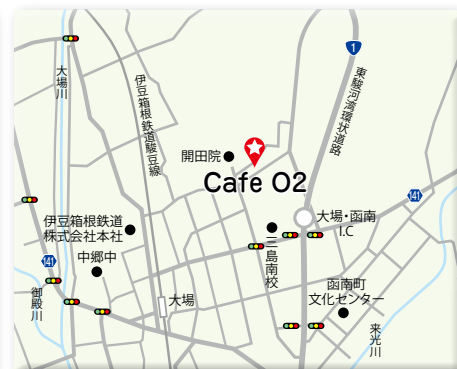 1
大場川
伊豆箱根鉄道駿豆線
東駿河湾環状道路
開田院
Cafe O2
141
大場・函南
I.C
伊豆箱根鉄道
株式会社本社
三島南校
中郷中
141
函南町
文化センター
御殿川
大場
来光川